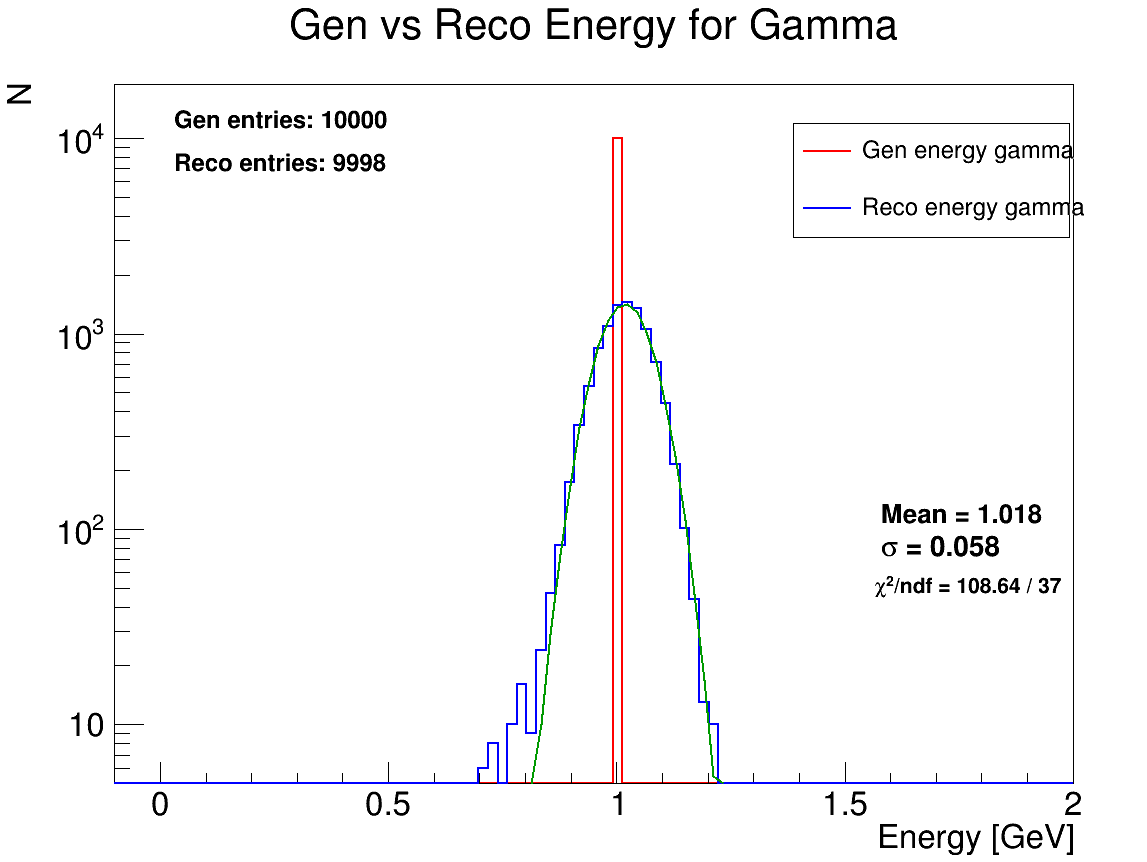 Gen vs Reco Energy for Gamma
N
Gen entries: 10000
Reco entries: 9998
Gen energy gamma
Reco energy gamma
10⁴
10³
10²
10
Mean = 1.018
σ = 0.058
χ²/ndf = 108.64 / 37
0 0.5 1 1.5 2
Energy [GeV]